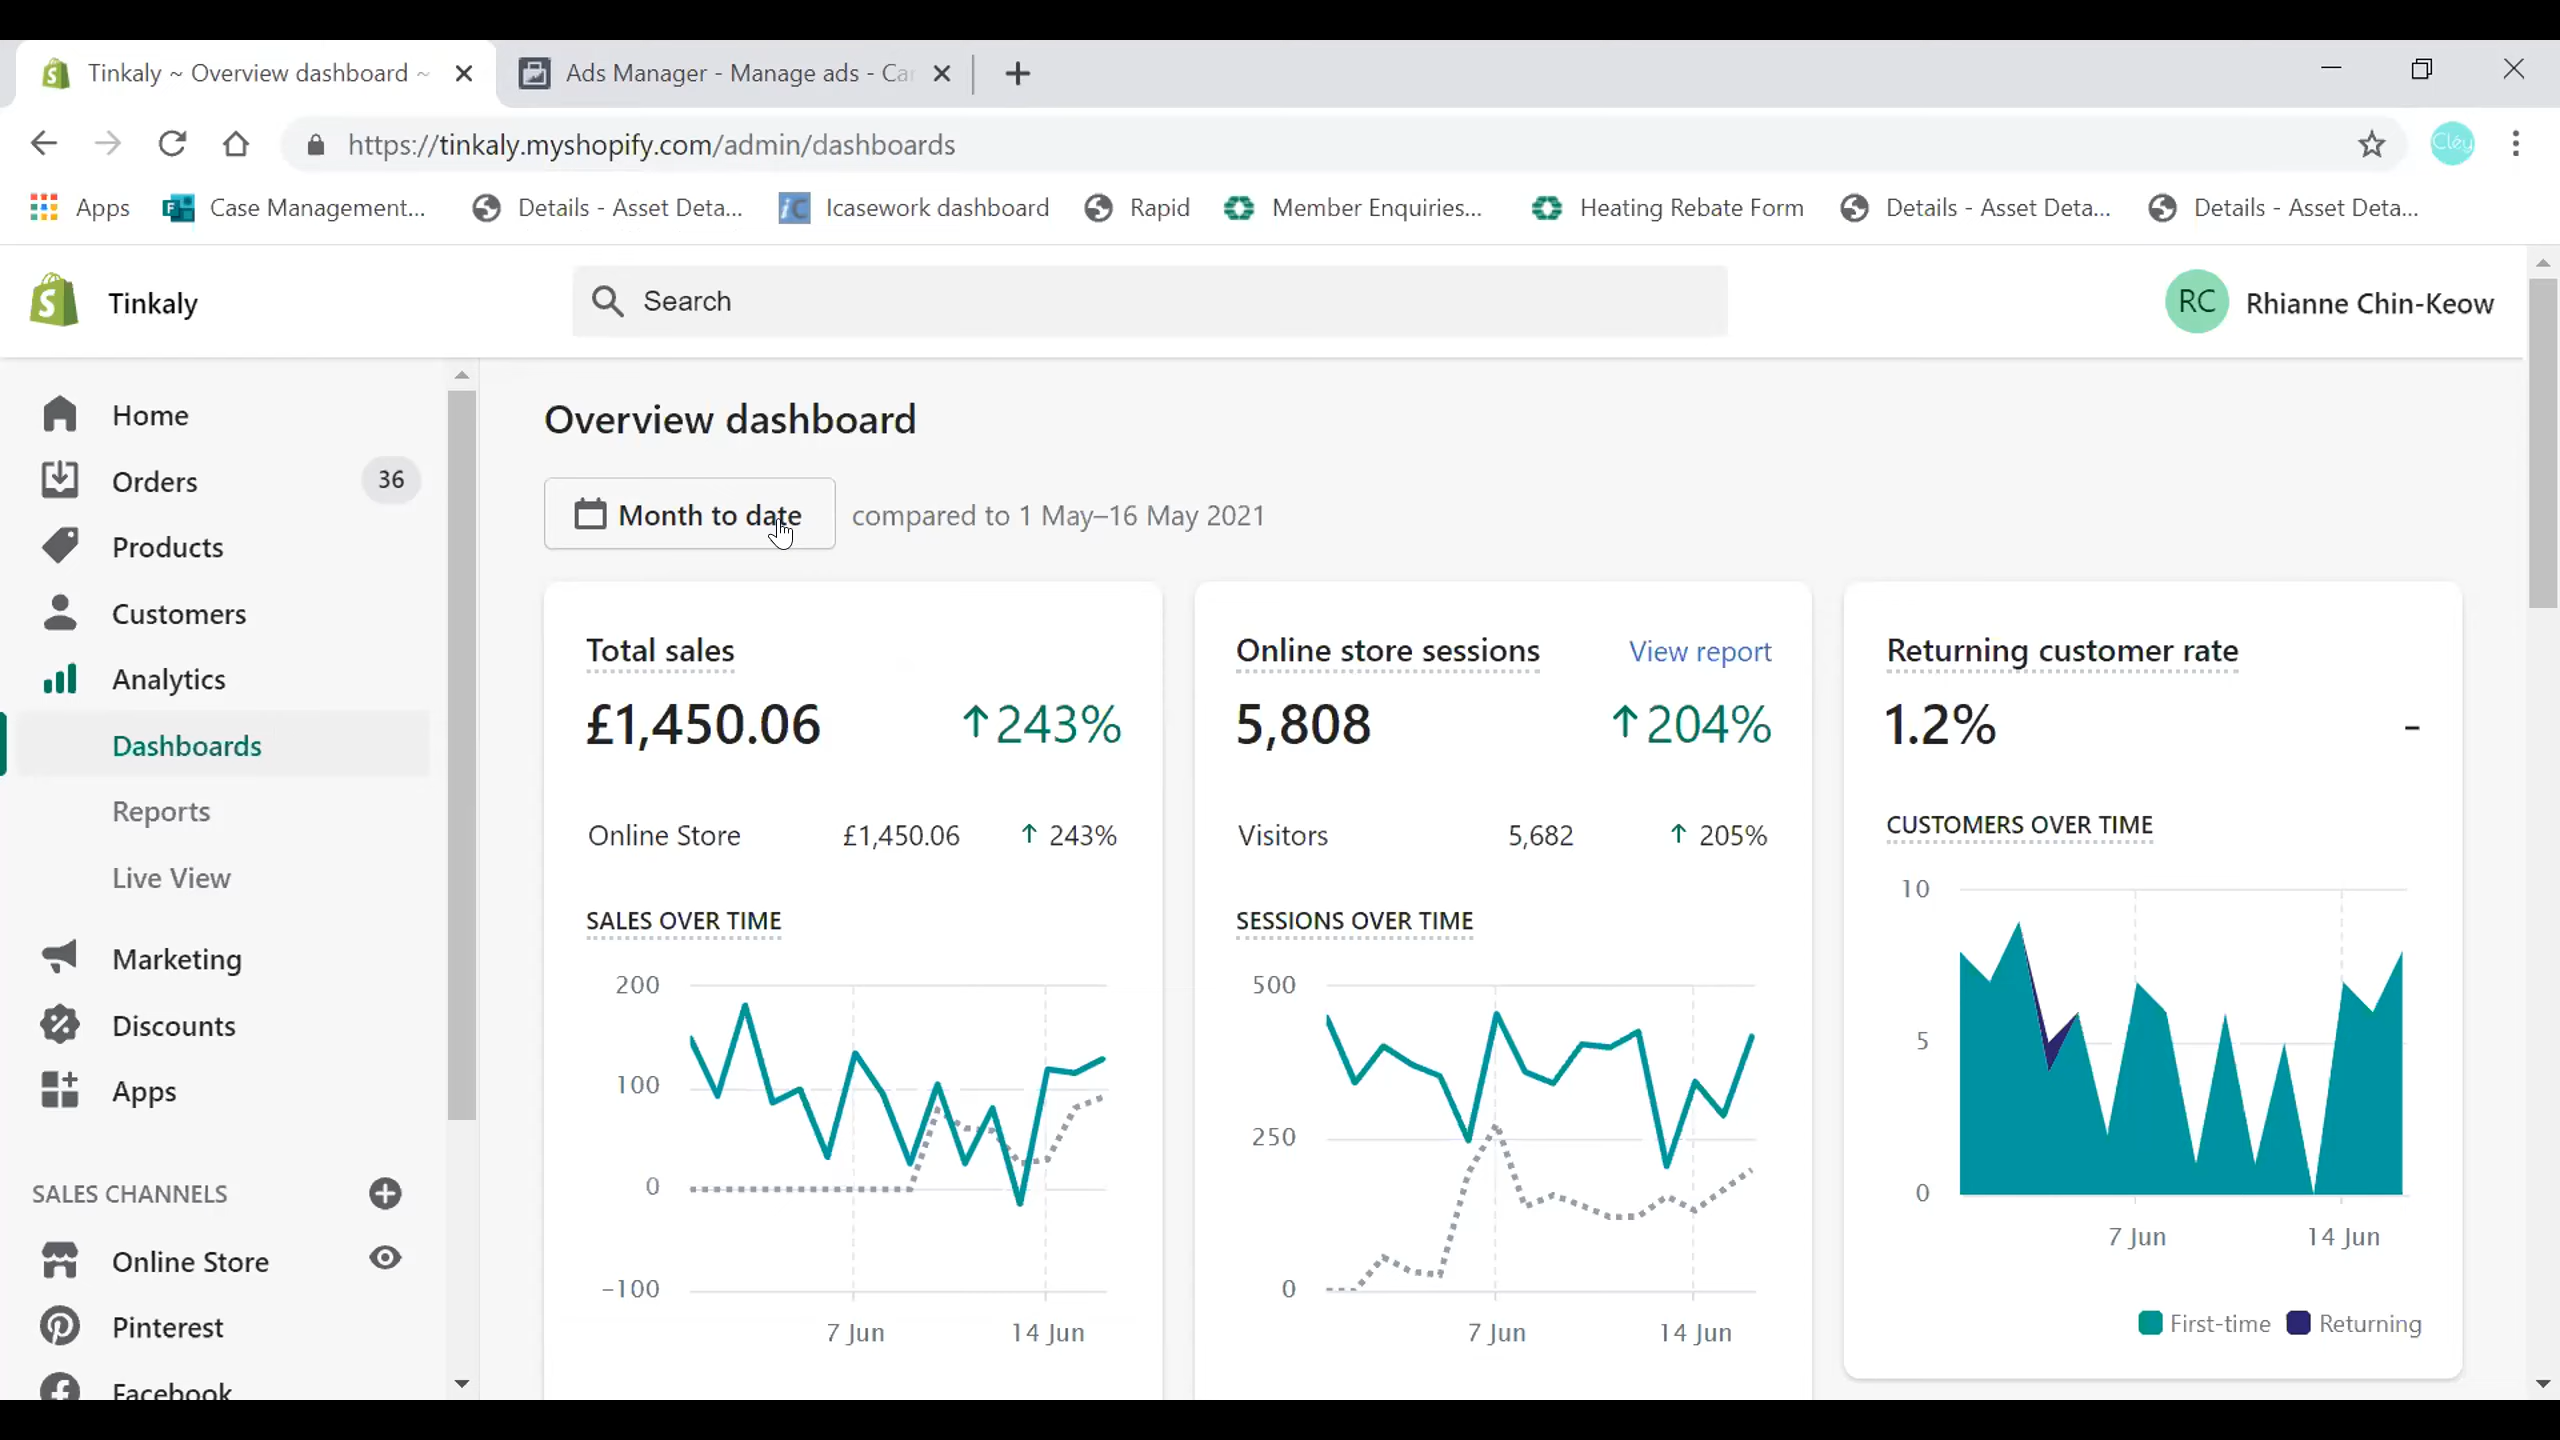 Tinkaly ~ Overview dashboard ~
Ads Manager - Manage ads - Ca
https://tinkaly.myshopify.com/admin/dashboards
Cléy
Apps
Case Management...
Details - Asset Deta...
Icasework dashboard
Rapid
Member Enquiries...
Heating Rebate Form
Details - Asset Deta...
Details - Asset Deta...
Tinkaly
Search
RC
Rhianne Chin-Keow
Home
Orders 36
Products
Customers
Analytics
Dashboards
Reports
Live View
Marketing
Discounts
Apps
SALES CHANNELS
Online Store
Pinterest
Facebook
Overview dashboard
Month to date
compared to 1 May–16 May 2021
Total sales
£1,450.06 ↑243%
Online Store £1,450.06 ↑ 243%
SALES OVER TIME
200
100
0
-100
7 Jun 14 Jun
Online store sessions View report
5,808 ↑204%
Visitors 5,682 ↑ 205%
SESSIONS OVER TIME
500
250
0
7 Jun 14 Jun
Returning customer rate
1.2% -
CUSTOMERS OVER TIME
10
5
0
7 Jun 14 Jun
First-time Returning